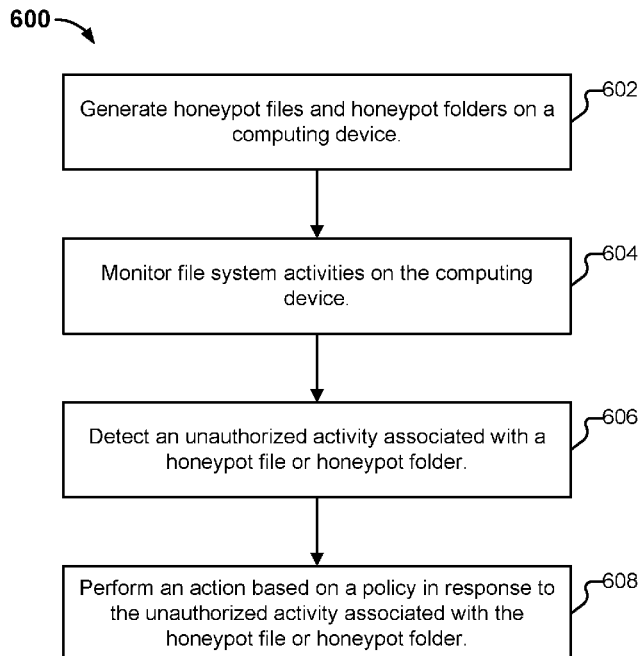 600
602
Generate honeypot files and honeypot folders on a
computing device.
604
Monitor file system activities on the computing
device.
606
Detect an unauthorized activity associated with a
honeypot file or honeypot folder.
608
Perform an action based on a policy in response to
the unauthorized activity associated with the
honeypot file or honeypot folder.